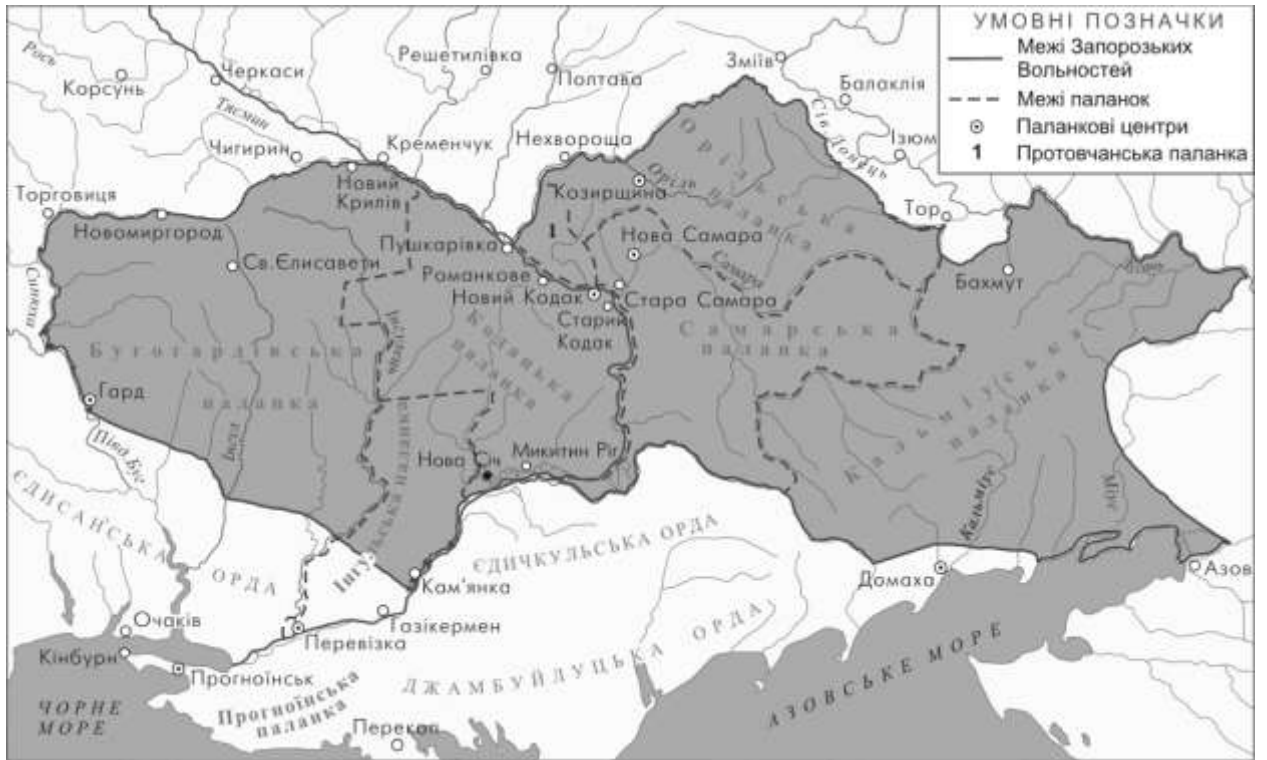 УМОВНІ ПОЗНАЧКИ
Межі Запорозьких
Вольностей
Межі паланок
Паланкові центри
1 Протовчанська паланка
Рось
Корсунь
Черкаси
Тясмин
Чигирин
Решетилівка
Полтава
Кременчук
Нехвороща
Зміїв
Балаклія
Сів Донець
Ізюм
Тор
Торговиця
Новомиргород
Новий
Крилів
Козирщина
Оріль
Орільська
паланка
1
Синюха
Св.Єлисавети
Пушкарівка
Романкове
Новий Кодак
Старий
Кодак
Нова Самара
Самара
Стара Самара
Бахмут
Бугогардівська
паланка
Кодацька
паланка
Самарська
паланка
Кальміуська
паланка
Гард
Півд Буг
Інгул
Інгулець
Інгульська паланка
Нова Січ
Микитин Ріг
Кальміус
Міус
ЄДИСАНСЬКА
ОРДА
ЄДИЧКУЛЬСЬКА ОРДА
Кам'янка
Домаха
Азов
Очаків
Кінбурн
Перевізка
Газікермен
Прогноїнськ
Прогноїнська
паланка
ДЖАМБУЙЛУЦЬКА ОРДА
Перекоп
ЧОРНЕ
МОРЕ
АЗОВСЬКЕ МОРЕ